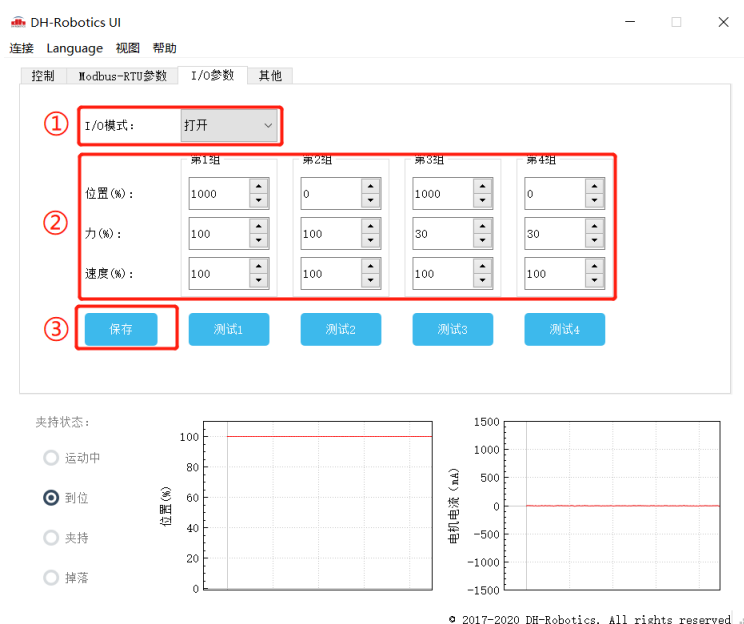 DH-Robotics UI
连接 Language 视图 帮助
控制 Modbus-RTU参数 I/O参数 其他
① I/O模式: 打开
第1组 第2组 第3组 第4组
② 位置(%): 1000 0 1000 0
力(%): 100 100 30 30
速度(%): 100 100 100 100
③ 保存 测试1 测试2 测试3 测试4
夹持状态:
运动中
到位
夹持
掉落
位置(%)
100
80
60
40
20
0
电机电流 (mA)
1500
1000
500
0
-500
-1000
-1500
© 2017-2020 DH-Robotics. All rights reserved